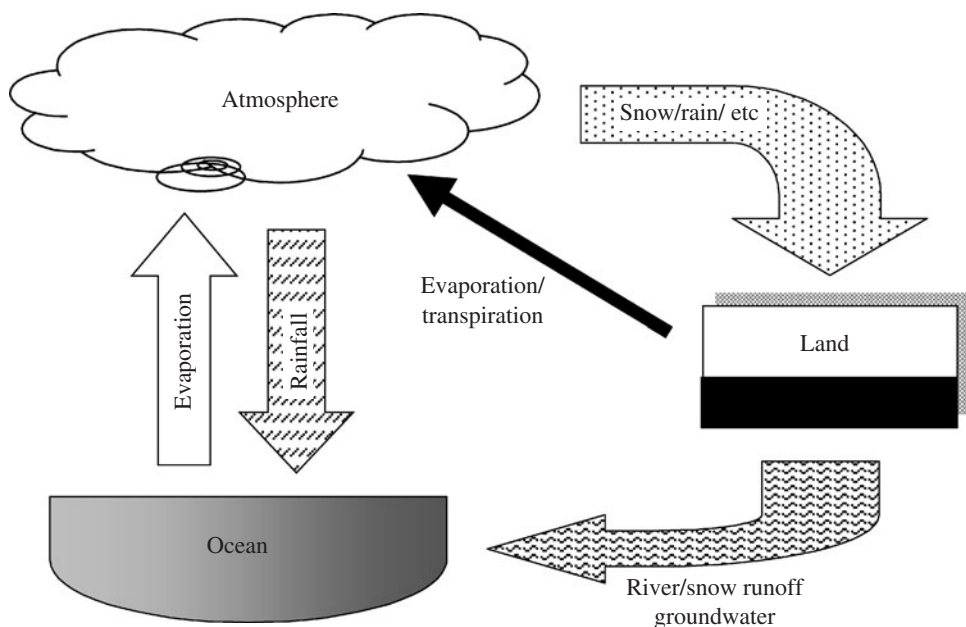 Atmosphere
Snow/rain/ etc
Evaporation/
transpiration
Evaporation
Rainfall
Land
Ocean
River/snow runoff
groundwater